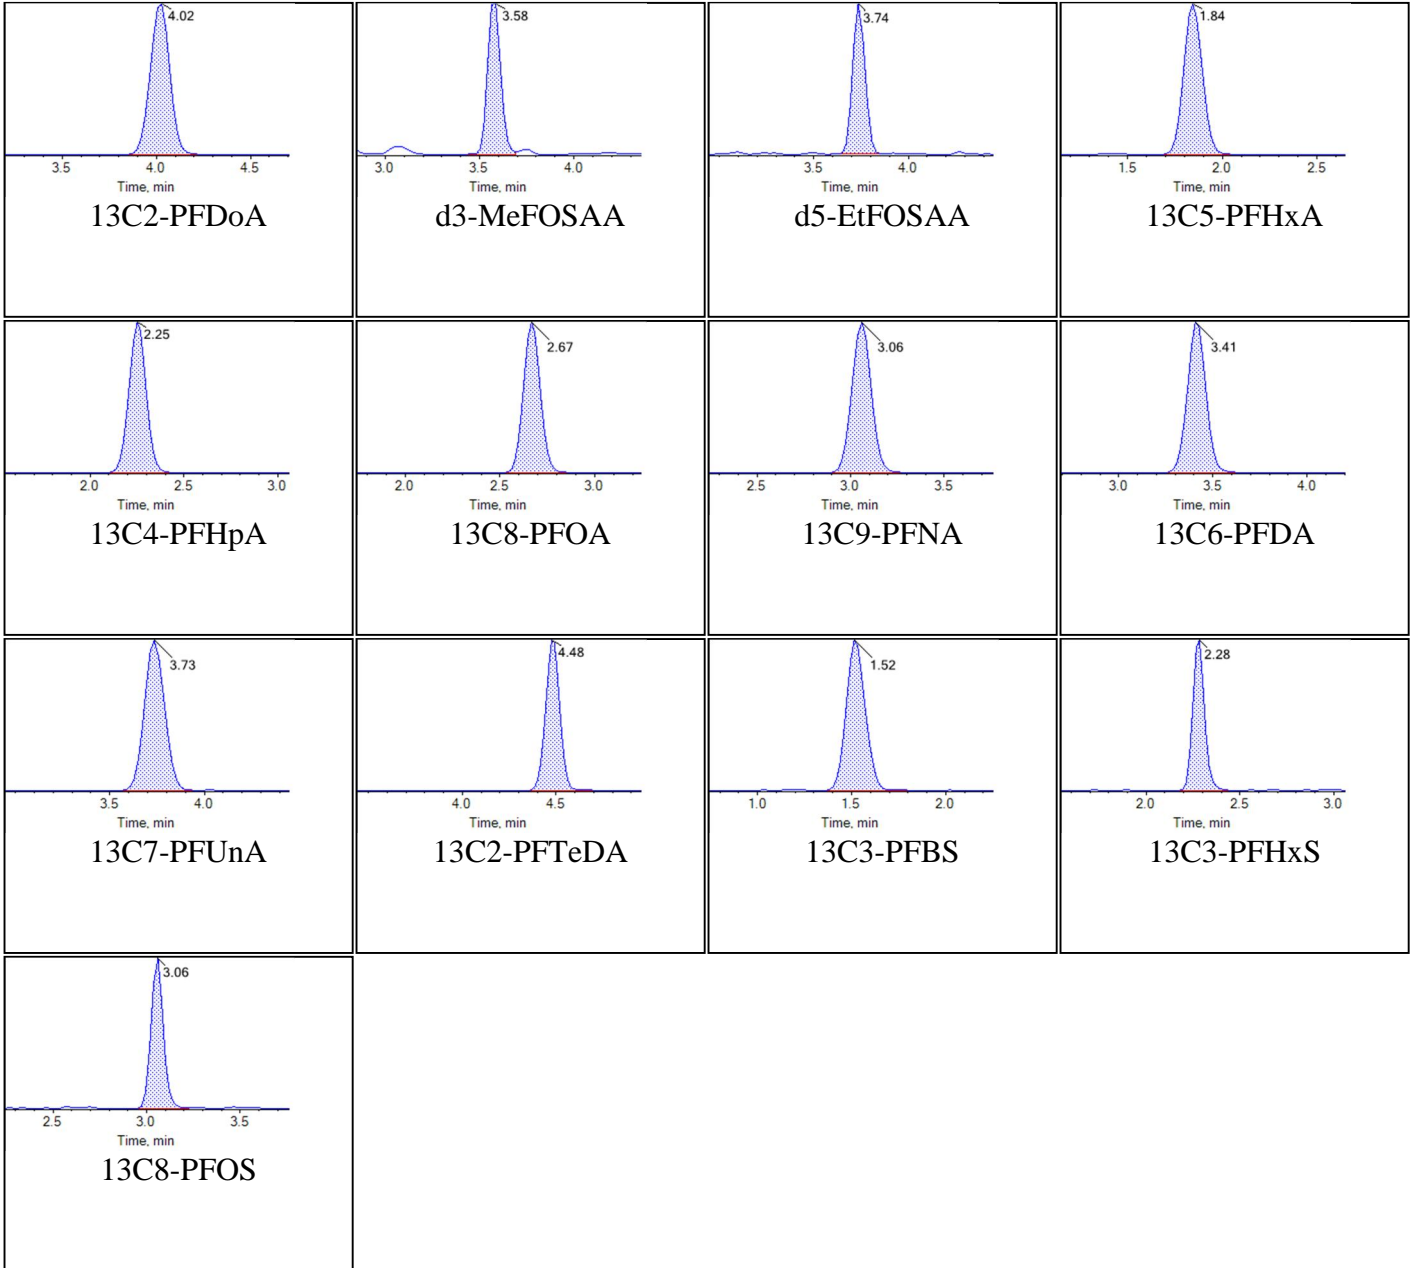 4.02
3.5 4.0 4.5
Time, min
13C2-PFDoA
3.58
3.0 3.5 4.0
Time, min
d3-MeFOSAA
3.74
3.5 4.0
Time, min
d5-EtFOSAA
1.84
1.5 2.0 2.5
Time, min
13C5-PFHxA
2.25
2.0 2.5 3.0
Time, min
13C4-PFHpA
2.67
2.0 2.5 3.0
Time, min
13C8-PFOA
3.06
2.5 3.0 3.5
Time, min
13C9-PFNA
3.41
3.0 3.5 4.0
Time, min
13C6-PFDA
3.73
3.5 4.0
Time, min
13C7-PFUnA
4.48
4.0 4.5
Time, min
13C2-PFTeDA
1.52
1.0 1.5 2.0
Time, min
13C3-PFBS
2.28
2.0 2.5 3.0
Time, min
13C3-PFHxS
3.06
2.5 3.0 3.5
Time, min
13C8-PFOS